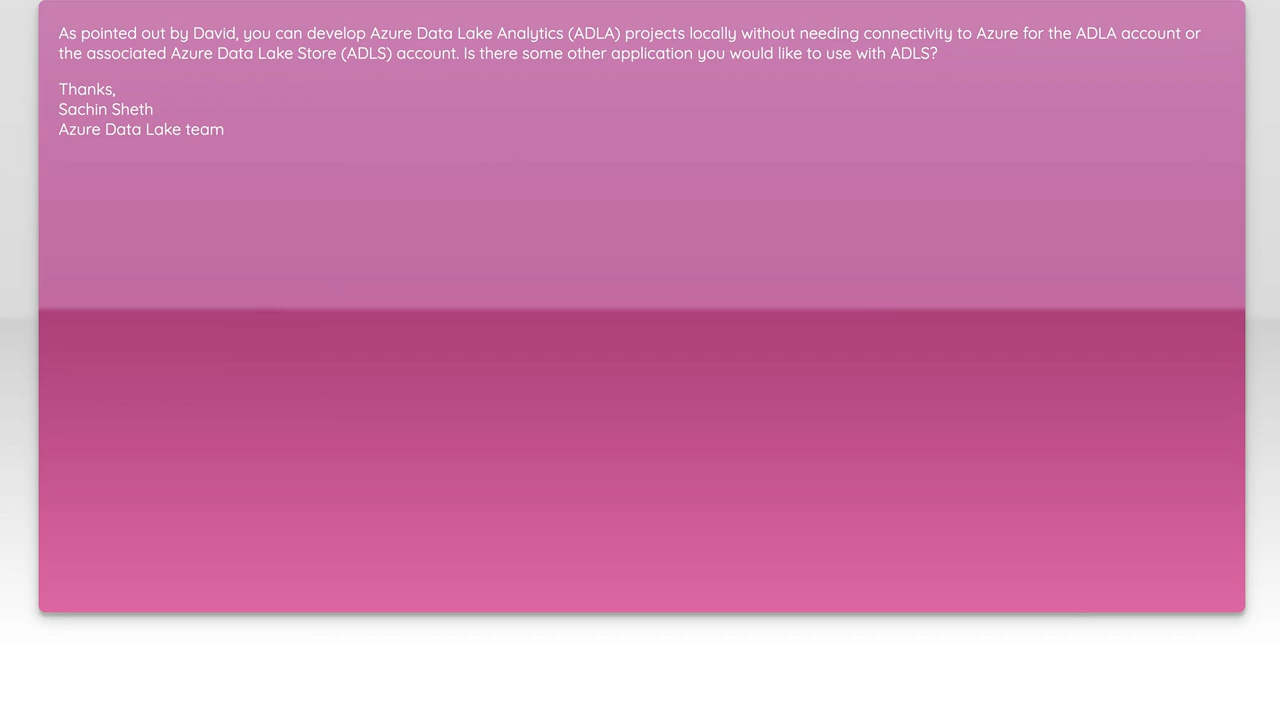 As pointed out by David, you can develop Azure Data Lake Analytics (ADLA) projects locally without needing connectivity to Azure for the ADLA account or
the associated Azure Data Lake Store (ADLS) account. Is there some other application you would like to use with ADLS?
Thanks,
Sachin Sheth
Azure Data Lake team